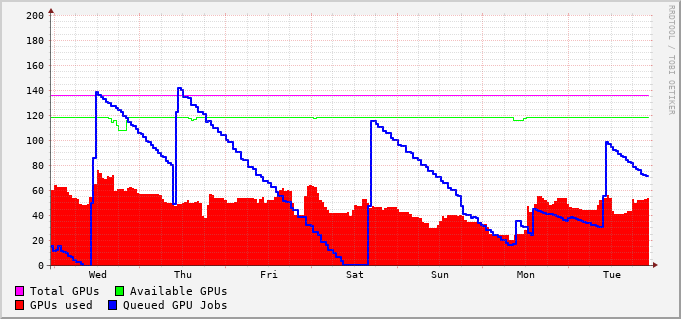 RRDTOOL / TOBI OETIKER
200
180
160
140
120
100
80
60
40
20
0
Wed Thu Fri Sat Sun Mon Tue
Total GPUs Available GPUs
GPUs used Queued GPU Jobs